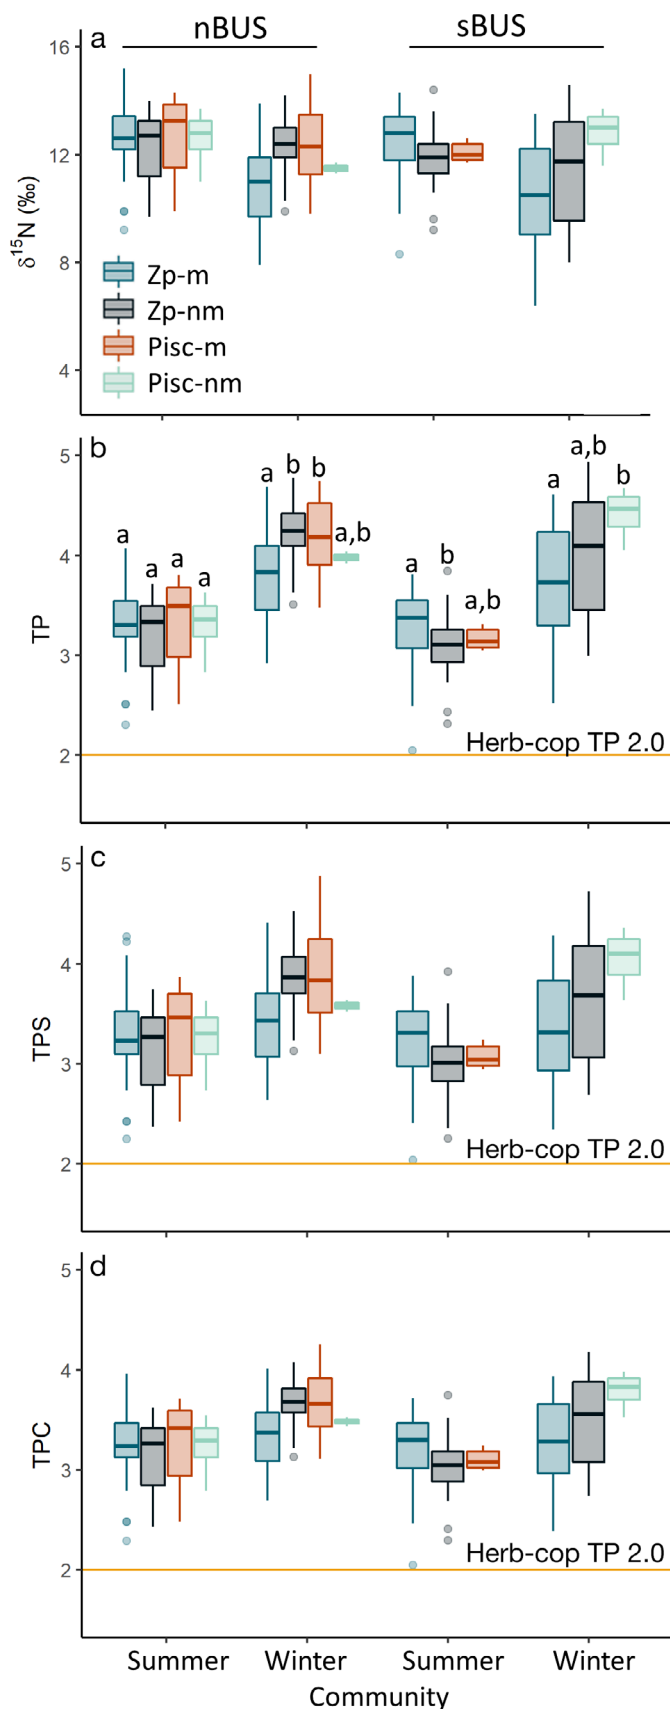 nBUS sBUS
a
16
12
8
4
δ15N (‰)
Zp-m
Zp-nm
Pisc-m
Pisc-nm
b
5
4
3
2
TP
a a a a
a b b a,b
a b a,b
a a,b b
Herb-cop TP 2.0
c
5
4
3
2
TPS
Herb-cop TP 2.0
d
5
4
3
2
TPC
Herb-cop TP 2.0
Summer Winter Summer Winter
Community